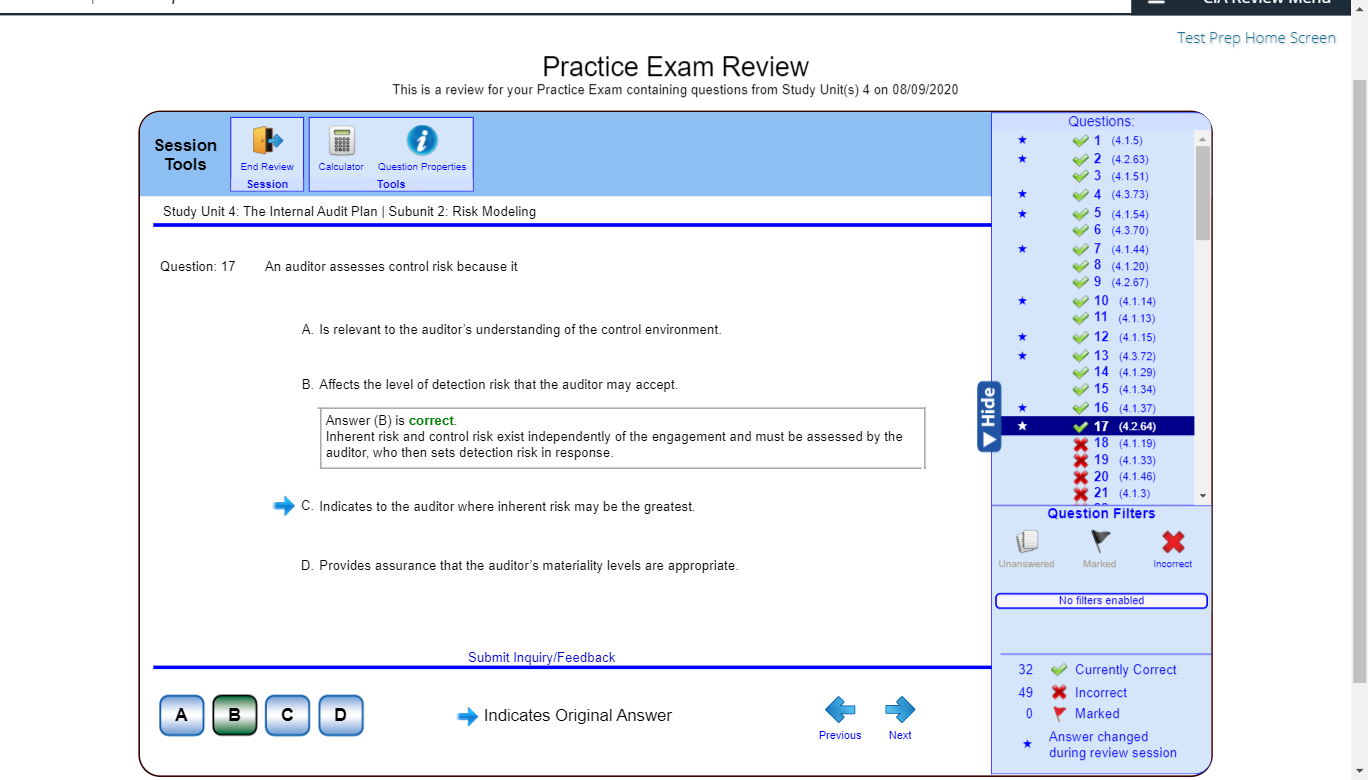 CIA Review Menu
Test Prep Home Screen
Practice Exam Review
This is a review for your Practice Exam containing questions from Study Unit(s) 4 on 08/09/2020
Session
Tools
End Review
Session
Calculator
Question Properties
Tools
Study Unit 4: The Internal Audit Plan | Subunit 2: Risk Modeling
Question: 17 An auditor assesses control risk because it
A. Is relevant to the auditor's understanding of the control environment.
B. Affects the level of detection risk that the auditor may accept.
Answer (B) is correct.
Inherent risk and control risk exist independently of the engagement and must be assessed by the
auditor, who then sets detection risk in response.
C. Indicates to the auditor where inherent risk may be the greatest.
D. Provides assurance that the auditor's materiality levels are appropriate.
Submit Inquiry/Feedback
A B C D
Indicates Original Answer
Previous
Next
Hide
Questions:
1 (4.1.5)
2 (4.2.63)
3 (4.1.51)
4 (4.3.73)
5 (4.1.54)
6 (4.3.70)
7 (4.1.44)
8 (4.1.20)
9 (4.2.67)
10 (4.1.14)
11 (4.1.13)
12 (4.1.15)
13 (4.3.72)
14 (4.1.29)
15 (4.1.34)
16 (4.1.37)
17 (4.2.64)
18 (4.1.19)
19 (4.1.33)
20 (4.1.46)
21 (4.1.3)
Question Filters
Unanswered
Marked
Incorrect
No filters enabled
32 Currently Correct
49 Incorrect
0 Marked
Answer changed
during review session